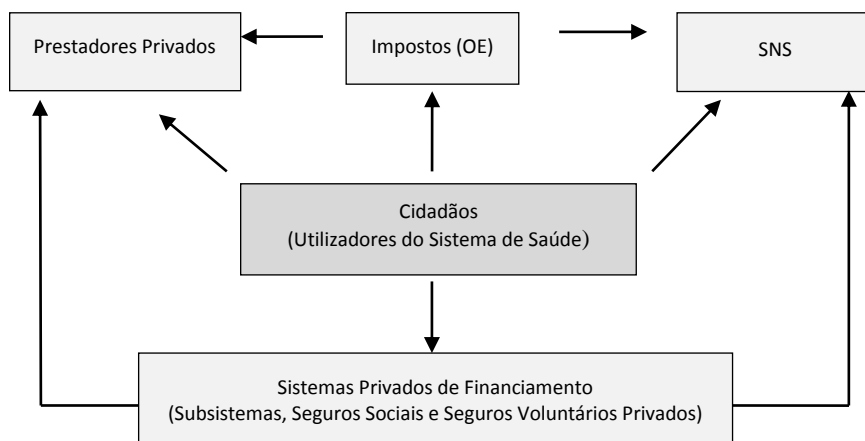 Prestadores Privados
Impostos (OE)
SNS
Cidadãos
(Utilizadores do Sistema de Saúde)
Sistemas Privados de Financiamento
(Subsistemas, Seguros Sociais e Seguros Voluntários Privados)